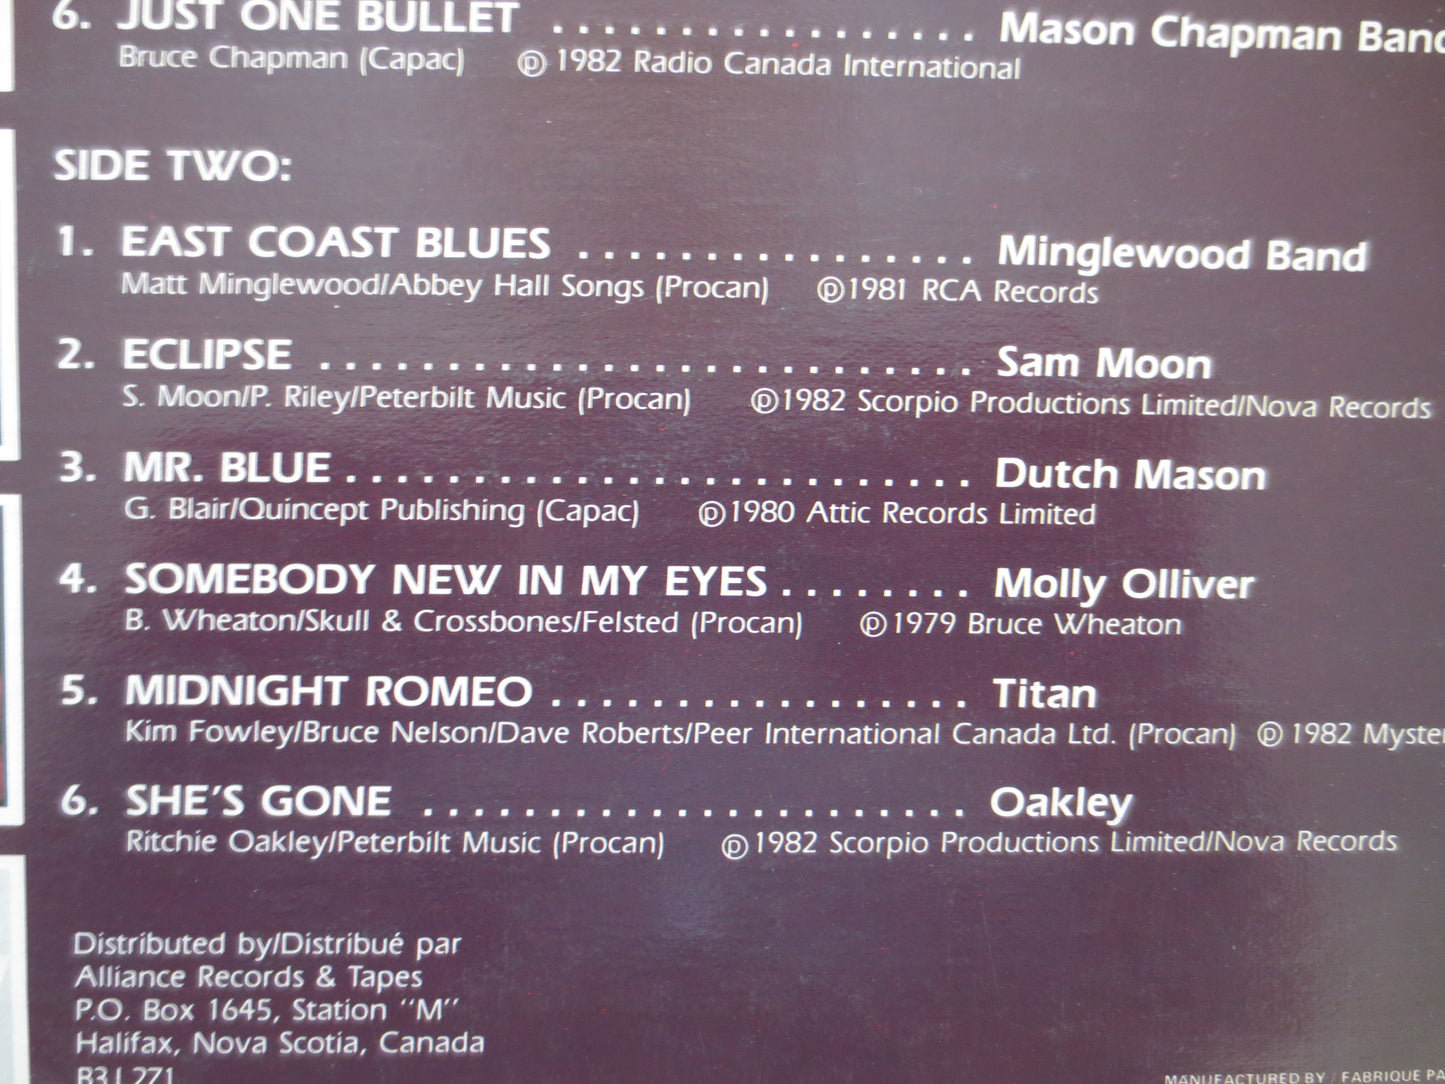 6. JUST ONE BULLET . . . . . . . . . . . . . . . . . Mason Chapman Band
Bruce Chapman (Capac) ℗ 1982 Radio Canada International
SIDE TWO:
1. EAST COAST BLUES . . . . . . . . . . . . . . . . Minglewood Band
Matt Minglewood/Abbey Hall Songs (Procan) ℗1981 RCA Records
2. ECLIPSE . . . . . . . . . . . . . . . . . . . . . . . . . . Sam Moon
S. Moon/P. Riley/Peterbilt Music (Procan) ℗1982 Scorpio Productions Limited/Nova Records
3. MR. BLUE . . . . . . . . . . . . . . . . . . . . . . . . . Dutch Mason
G. Blair/Quincept Publishing (Capac) ℗1980 Attic Records Limited
4. SOMEBODY NEW IN MY EYES . . . . . . . . Molly Olliver
B. Wheaton/Skull & Crossbones/Felsted (Procan) ℗1979 Bruce Wheaton
5. MIDNIGHT ROMEO . . . . . . . . . . . . . . . . . Titan
Kim Fowley/Bruce Nelson/Dave Roberts/Peer International Canada Ltd. (Procan) ℗ 1982
6. SHE'S GONE . . . . . . . . . . . . . . . . . . . . . . Oakley
Ritchie Oakley/Peterbilt Music (Procan) ℗1982 Scorpio Productions Limited/Nova Records
Distributed by/Distribué par
Alliance Records & Tapes
P.O. Box 1645, Station "M"
Halifax, Nova Scotia, Canada
B3J 2Z1
MANUFACTURED BY / FABRIQUE